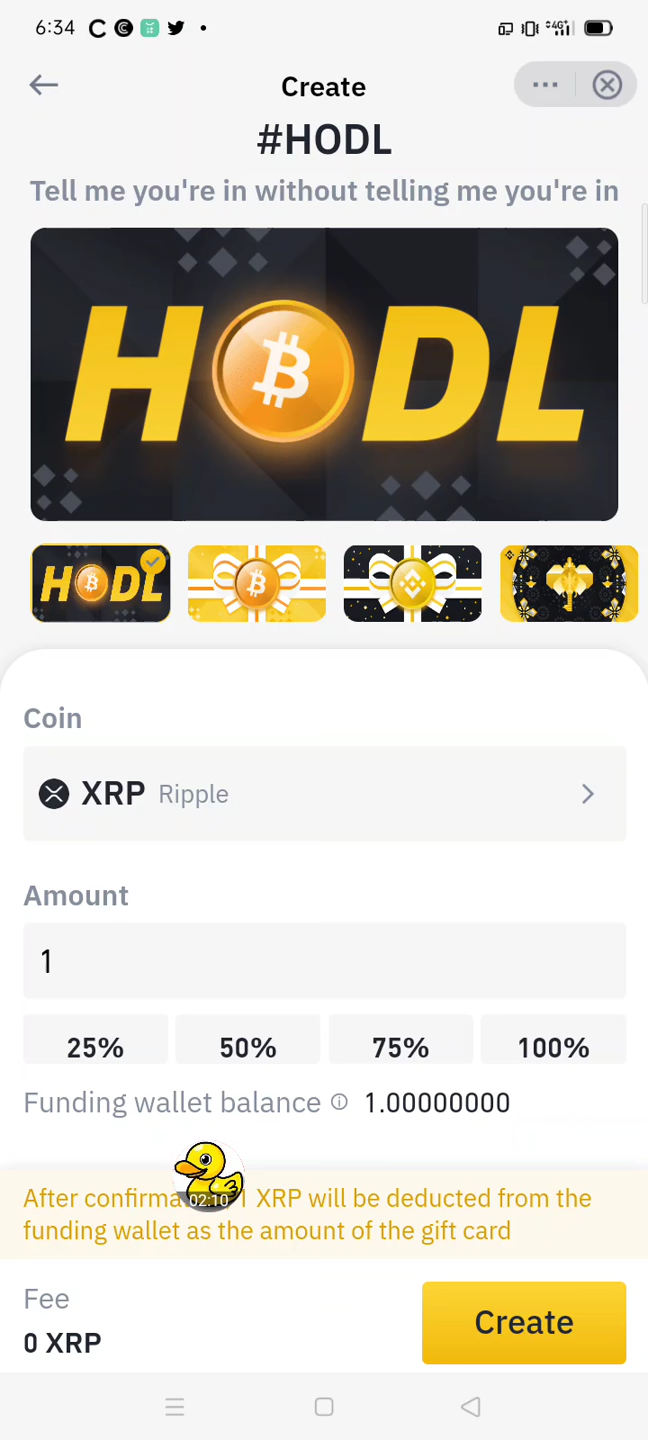 6:34
4G+
Create
#HODL
Tell me you're in without telling me you're in
HODL
HODL
Coin
XRP Ripple
Amount
1
25% 50% 75% 100%
Funding wallet balance 1.00000000
After confirma 1 XRP will be deducted from the
02:10
funding wallet as the amount of the gift card
Fee
0 XRP
Create